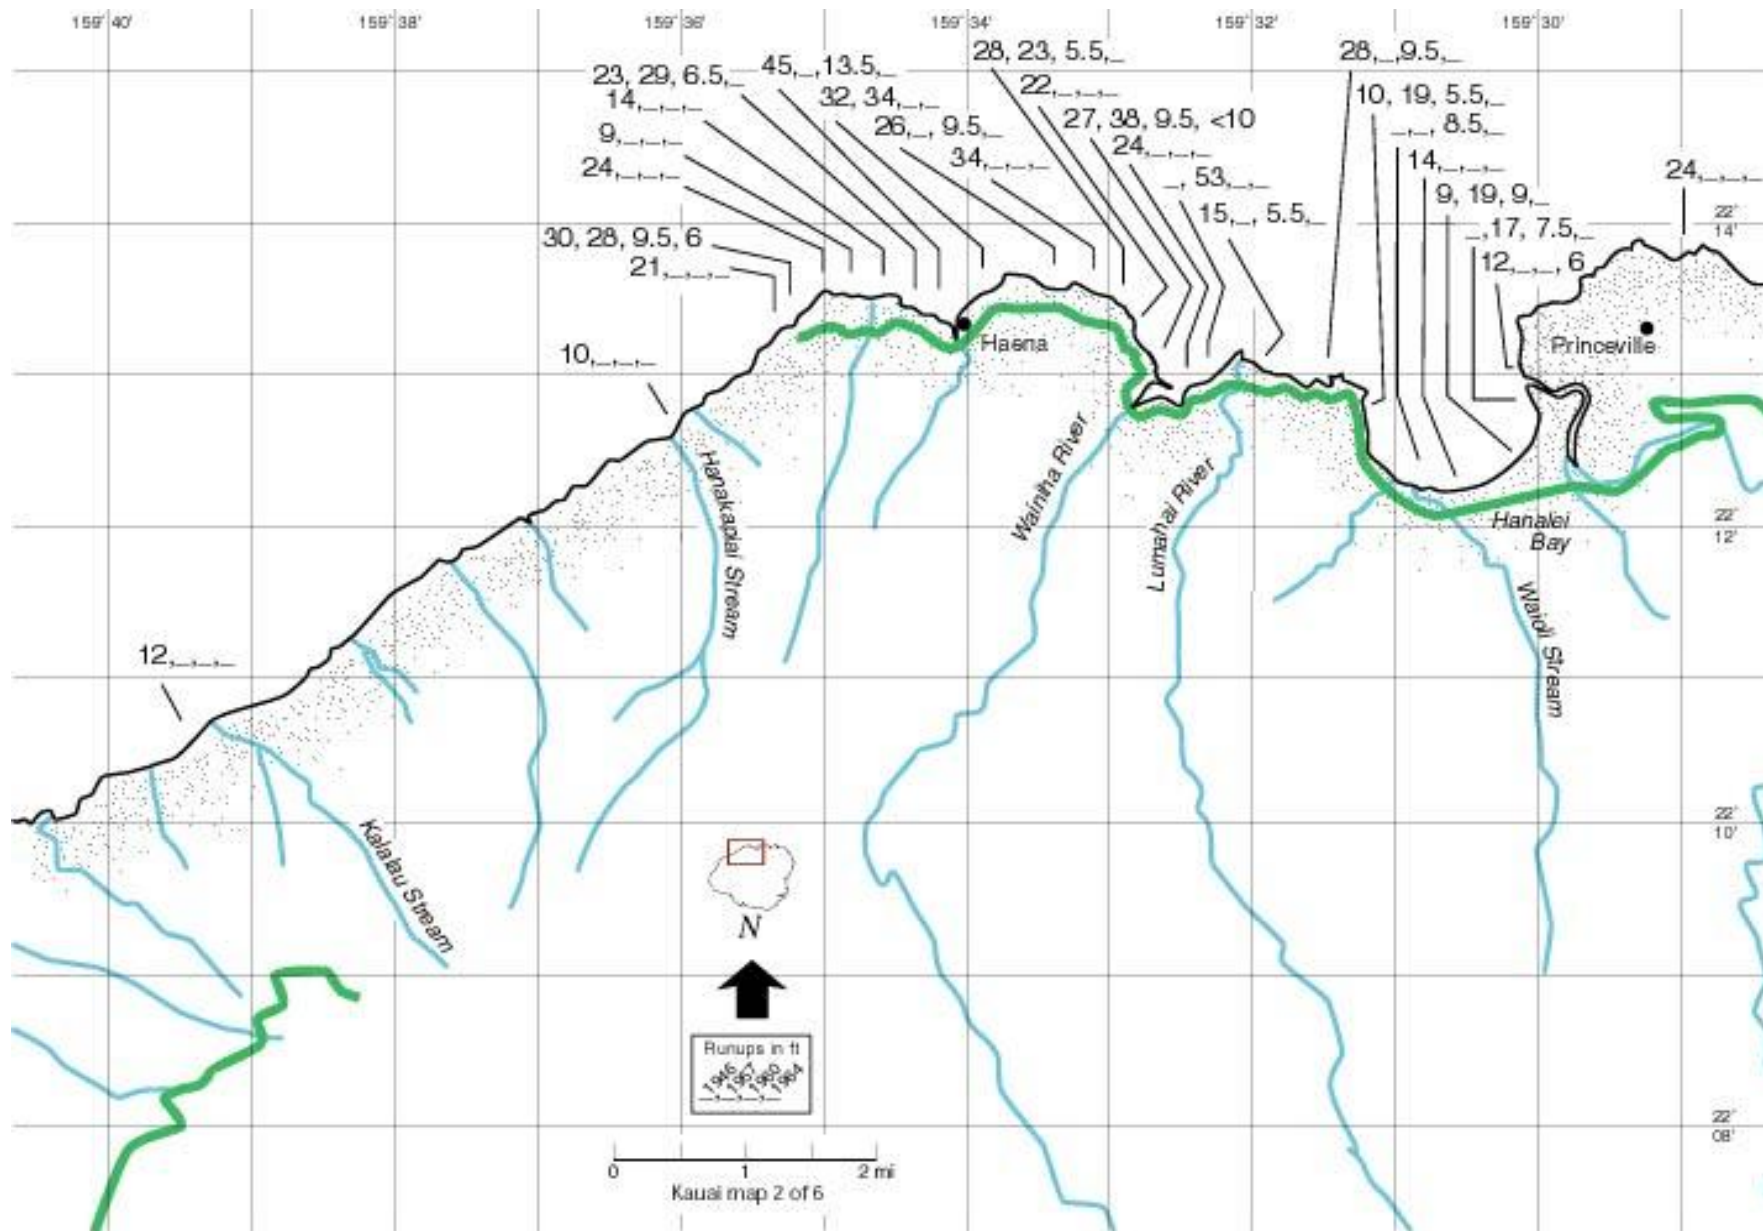 159° 40' 159° 38' 159° 36' 159° 34' 159° 32' 159° 30'
28, 23, 5.5,_
28,_,9.5,_
45,_,13.5,_
23, 29, 6.5,_
22,_,_,_
14,_,_,_
32, 34,_,_
10, 19, 5.5,_
27, 38, 9.5, <10
26,_, 9.5,_
_,_, 8.5,_
9,_,_,_
24,_,_,_
34,_,_,_
14,_,_,_
24,_,_,_
24,_,_,_
_, 53,_,_
9, 19, 9,_
15,_, 5.5,_
22°
14'
30, 28, 9.5, 6
_,17, 7.5,_
21,_,_,_
12,_,_, 6
Haena
Princeville
10,_,_,_
Hanakapiai Stream
Wainiha River
Lumahai River
Hanalei
Bay
22°
12'
Waioli Stream
12,_,_,_
22°
10'
Kalalau Stream
N
Runups in ft
_1946,_1957,_1960,_1964
22°
08'
0 1 2 mi
Kauai map 2 of 6